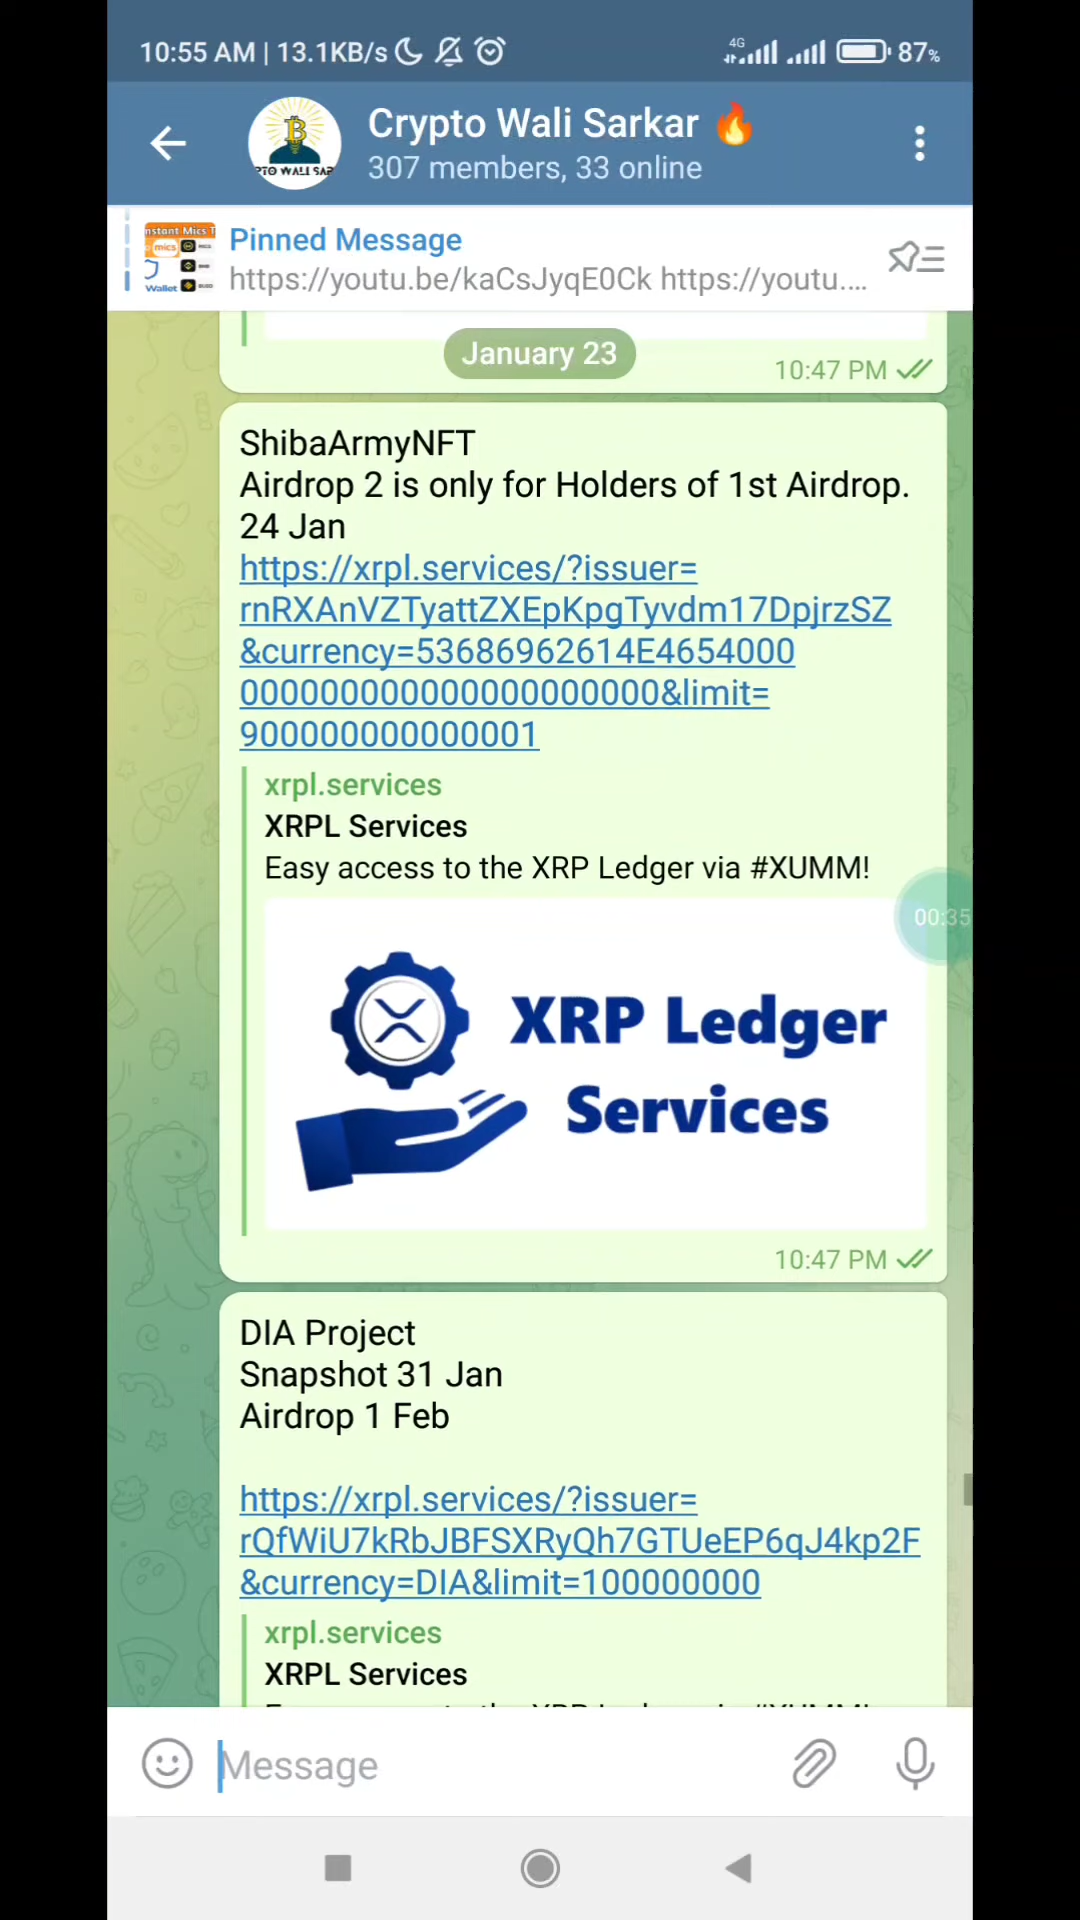 10:55 AM | 13.1KB/s
4G
87%
Crypto Wali Sarkar 🔥
307 members, 33 online
Pinned Message
https://youtu.be/kaCsJyqE0Ck https://youtu....
January 23
10:47 PM
ShibaArmyNFT
Airdrop 2 is only for Holders of 1st Airdrop.
24 Jan
https://xrpl.services/?issuer=
rnRXAnVZTyattZXEpKpgTyvdm17DpjrzSZ
&currency=53686962614E4654000
000000000000000000000&limit=
900000000000001
xrpl.services
XRPL Services
Easy access to the XRP Ledger via #XUMM!
00:35
XRP Ledger
Services
10:47 PM
DIA Project
Snapshot 31 Jan
Airdrop 1 Feb
https://xrpl.services/?issuer=
rQfWiU7kRbJBFSXRyQh7GTUeEP6qJ4kp2F
&currency=DIA&limit=100000000
xrpl.services
XRPL Services
Message